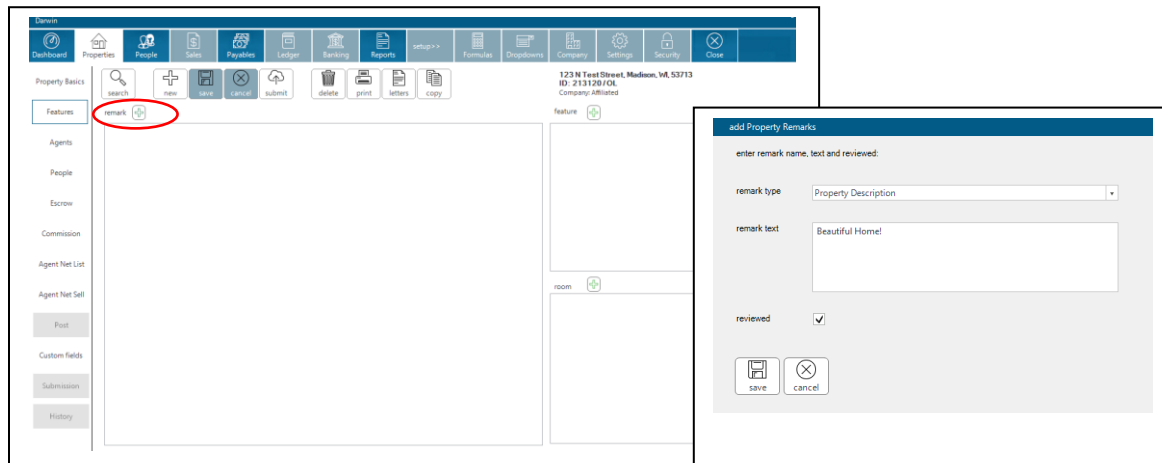 Darwin
Dashboard Properties People Sales Payables Ledger Banking Reports setup>> Formulas Dropdowns Company Settings Security Close
Property Basics
search new save cancel submit delete print letters copy
123 N Test Street, Madison, WI, 53713
ID: 213120 / OL
Company: Affiliated
Features
remark
feature
Agents
People
Escrow
Commission
Agent Net List
Agent Net Sell
room
Post
Custom fields
Submission
History
add Property Remarks
enter remark name, text and reviewed:
remark type Property Description
remark text Beautiful Home!
reviewed
save cancel